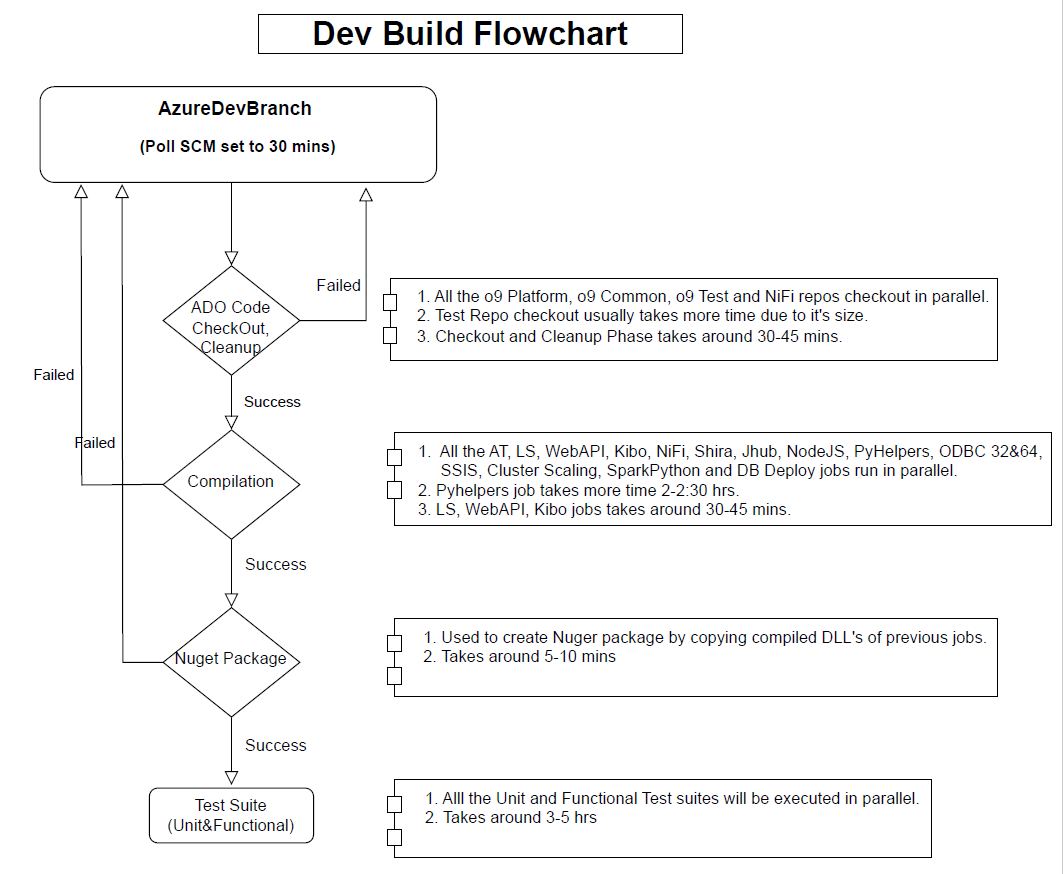 Dev Build Flowchart
AzureDevBranch
(Poll SCM set to 30 mins)
Failed
ADO Code
CheckOut,
Cleanup
1. All the o9 Platform, o9 Common, o9 Test and NiFi repos checkout in parallel.
2. Test Repo checkout usually takes more time due to it's size.
3. Checkout and Cleanup Phase takes around 30-45 mins.
Failed
Success
Failed
Compilation
1. All the AT, LS, WebAPI, Kibo, NiFi, Shira, Jhub, NodeJS, PyHelpers, ODBC 32&64,
SSIS, Cluster Scaling, SparkPython and DB Deploy jobs run in parallel.
2. Pyhelpers job takes more time 2-2:30 hrs.
3. LS, WebAPI, Kibo jobs takes around 30-45 mins.
Success
Nuget Package
1. Used to create Nuger package by copying compiled DLL's of previous jobs.
2. Takes around 5-10 mins
Success
Test Suite
(Unit&Functional)
1. Alll the Unit and Functional Test suites will be executed in parallel.
2. Takes around 3-5 hrs